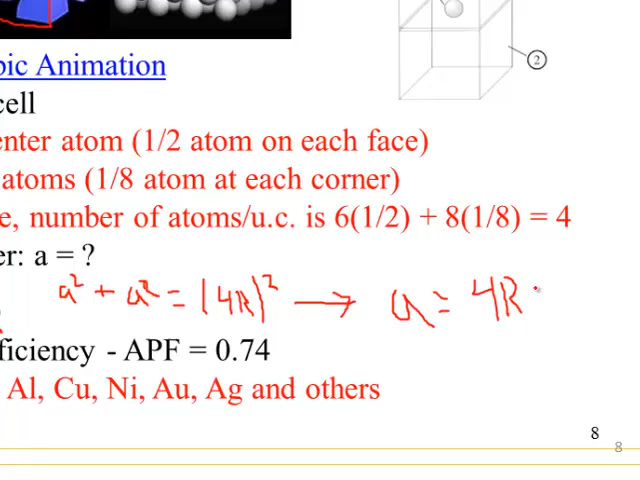 2
pic Animation
cell
enter atom (1/2 atom on each face)
atoms (1/8 atom at each corner)
e, number of atoms/u.c. is 6(1/2) + 8(1/8) = 4
er: a = ?
a² + a² = (4R)² → a = 4R
ficiency - APF = 0.74
Al, Cu, Ni, Au, Ag and others
8
8